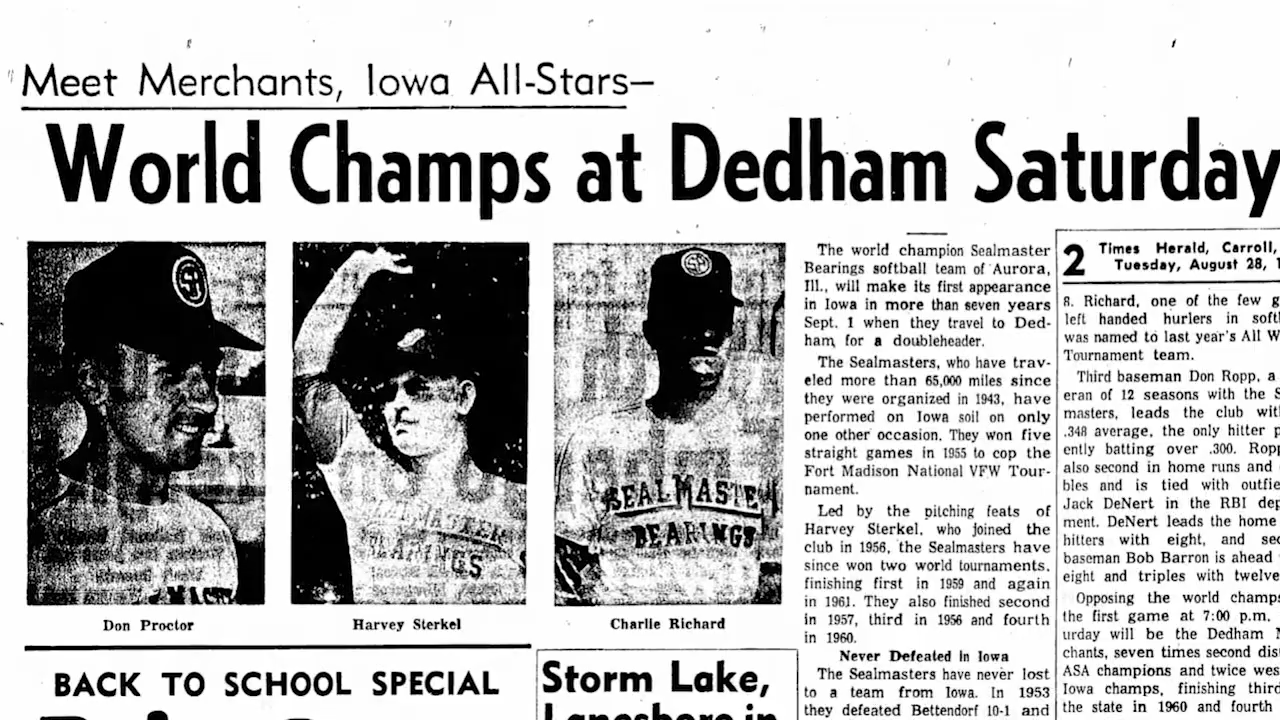 Meet Merchants, Iowa All-Stars—
World Champs at Dedham Saturday
SEALMASTE
BEARINGS
Don Proctor
Harvey Sterkel
Charlie Richard
BACK TO SCHOOL SPECIAL
Storm Lake,
Lanesboro in
The world champion Sealmaster
Bearings softball team of Aurora,
Ill., will make its first appearance
in Iowa in more than seven years
Sept. 1 when they travel to Ded-
ham for a doubleheader.
The Sealmasters, who have trav-
eled more than 65,000 miles since
they were organized in 1943, have
performed on Iowa soil on only
one other occasion. They won five
straight games in 1955 to cop the
Fort Madison National VFW Tour-
nament.
Led by the pitching feats of
Harvey Sterkel, who joined the
club in 1956, the Sealmasters have
since won two world tournaments,
finishing first in 1959 and again
in 1961. They also finished second
in 1957, third in 1956 and fourth
in 1960.
Never Defeated in Iowa
The Sealmasters have never lost
to a team from Iowa. In 1953
they defeated Bettendorf 10-1 and
2 Times Herald, Carroll,
Tuesday, August 28, 1
8. Richard, one of the few g
left handed hurlers in soft
was named to last year's All W
Tournament team.
Third baseman Don Ropp, a
eran of 12 seasons with the S
masters, leads the club wit
.348 average, the only hitter p
ently batting over .300. Ropp
also second in home runs and
bles and is tied with outfie
Jack DeNert in the RBI dep
ment. DeNert leads the home
hitters with eight, and sec
baseman Bob Barron is ahead
eight and triples with twelve
Opposing the world champs
the first game at 7:00 p.m.
urday will be the Dedham M
chants, seven times second dis
ASA champions and twice wes
Iowa champs, finishing third
the state in 1960 and fourth